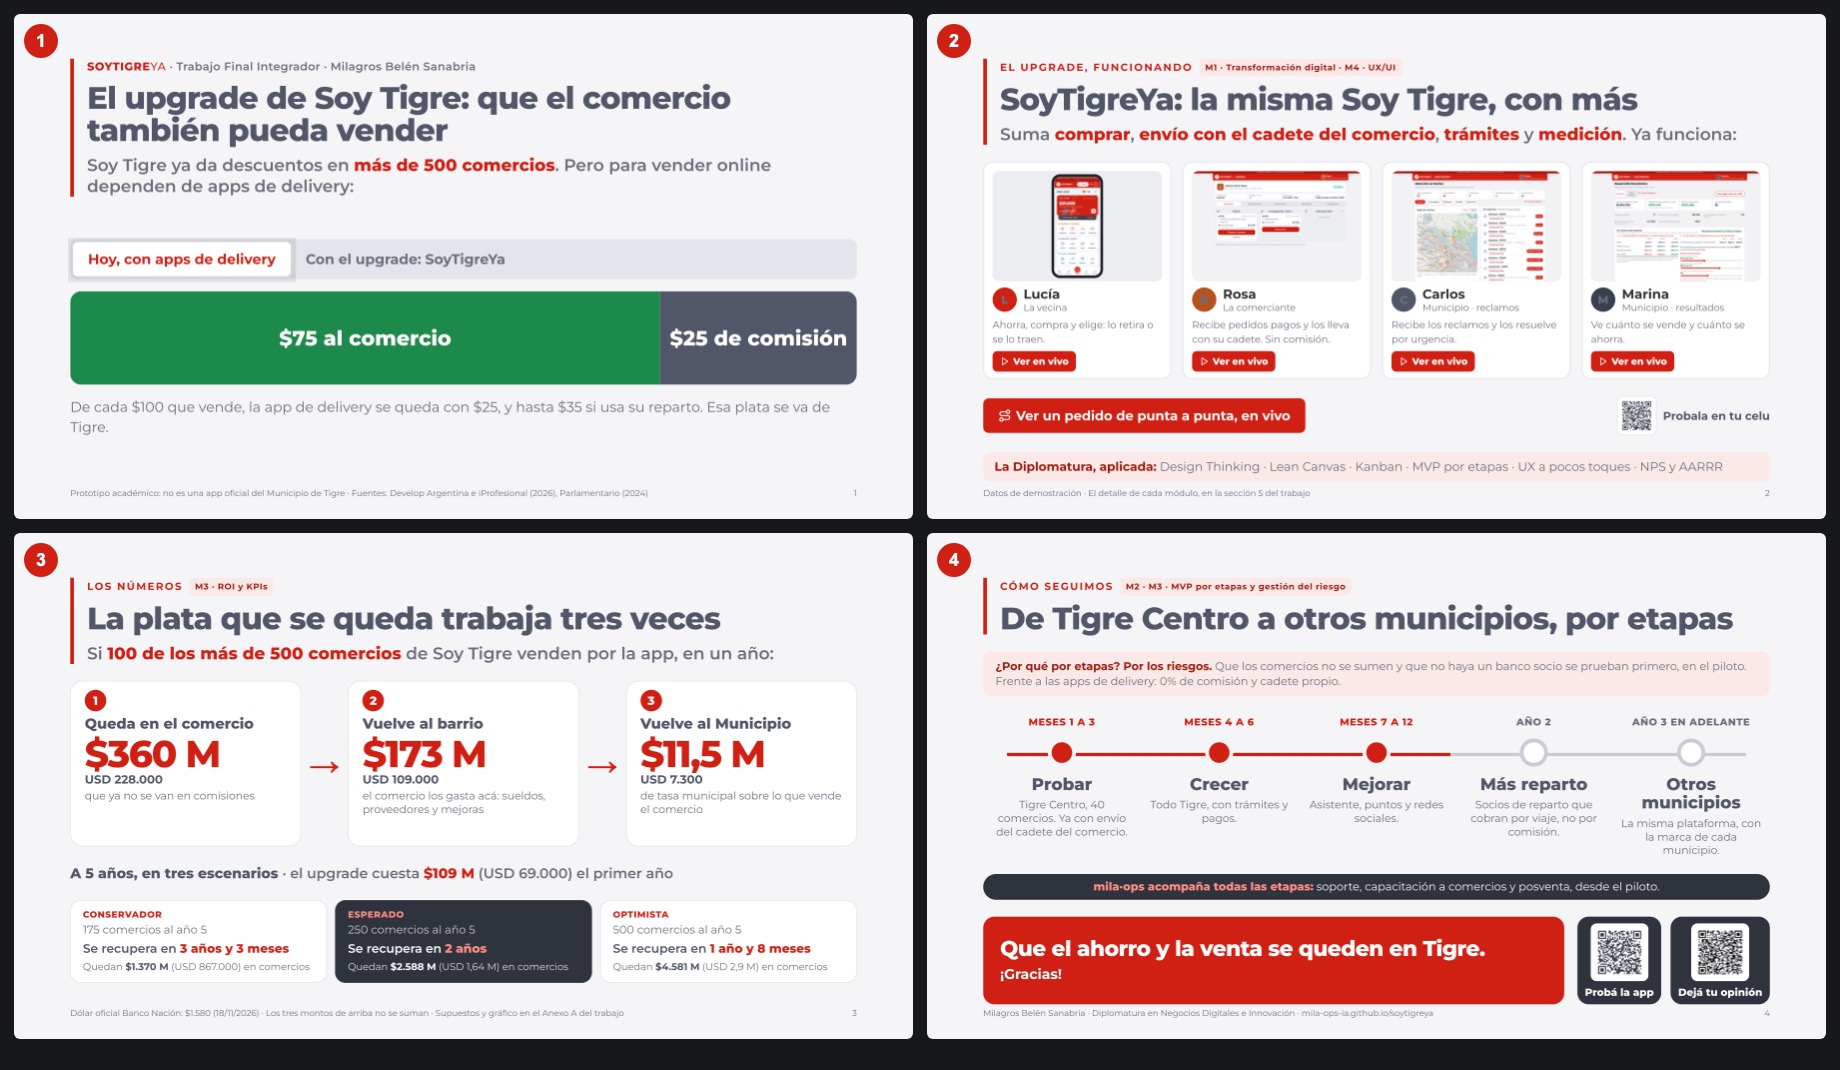 1
SOYTIGREYA · Trabajo Final Integrador · Milagros Belén Sanabria
El upgrade de Soy Tigre: que el comercio
también pueda vender
Soy Tigre ya da descuentos en más de 500 comercios. Pero para vender online
dependen de apps de delivery:
Hoy, con apps de delivery
Con el upgrade: SoyTigreYa
$75 al comercio
$25 de comisión
De cada $100 que vende, la app de delivery se queda con $25, y hasta $35 si usa su reparto. Esa plata se va de
Tigre.
Prototipo académico: no es una app oficial del Municipio de Tigre · Fuentes: Develop Argentina e iProfesional (2026), Parlamentario (2024)
1
2
EL UPGRADE, FUNCIONANDO
M1 · Transformación digital · M4 · UX/UI
SoyTigreYa: la misma Soy Tigre, con más
Suma comprar, envío con el cadete del comercio, trámites y medición. Ya funciona:
L
Lucía
La vecina
Ahorra, compra y elige: lo retira o
se lo traen.
Ver en vivo
Rosa
La comerciante
Recibe pedidos pagos y los lleva
con su cadete. Sin comisión.
Ver en vivo
C
Carlos
Municipio · reclamos
Recibe los reclamos y los resuelve
por urgencia.
Ver en vivo
M
Marina
Municipio · resultados
Ve cuánto se vende y cuánto se
ahorra.
Ver en vivo
Ver un pedido de punta a punta, en vivo
Probala en tu celu
La Diplomatura, aplicada: Design Thinking · Lean Canvas · Kanban · MVP por etapas · UX a pocos toques · NPS y AARRR
Datos de demostración · El detalle de cada módulo, en la sección 5 del trabajo
2
3
LOS NÚMEROS
M3 · ROI y KPIs
La plata que se queda trabaja tres veces
Si 100 de los más de 500 comercios de Soy Tigre venden por la app, en un año:
1
Queda en el comercio
$360 M
USD 228.000
que ya no se van en comisiones
→
2
Vuelve al barrio
$173 M
USD 109.000
el comercio los gasta acá: sueldos,
proveedores y mejoras
→
3
Vuelve al Municipio
$11,5 M
USD 7.300
de tasa municipal sobre lo que vende
el comercio
A 5 años, en tres escenarios · el upgrade cuesta $109 M (USD 69.000) el primer año
CONSERVADOR
175 comercios al año 5
Se recupera en 3 años y 3 meses
Quedan $1.370 M (USD 867.000) en comercios
ESPERADO
250 comercios al año 5
Se recupera en 2 años
Quedan $2.588 M (USD 1,64 M) en comercios
OPTIMISTA
500 comercios al año 5
Se recupera en 1 año y 8 meses
Quedan $4.581 M (USD 2,9 M) en comercios
Dólar oficial Banco Nación: $1.580 (18/11/2026) · Los tres montos de arriba no se suman · Supuestos y gráfico en el Anexo A del trabajo
3
4
CÓMO SEGUIMOS
M2 · M3 · MVP por etapas y gestión del riesgo
De Tigre Centro a otros municipios, por etapas
¿Por qué por etapas? Por los riesgos. Que los comercios no se sumen y que no haya un banco socio se prueban primero, en el piloto.
Frente a las apps de delivery: 0% de comisión y cadete propio.
MESES 1 A 3
Probar
Tigre Centro, 40
comercios. Ya con envío
del cadete del comercio.
MESES 4 A 6
Crecer
Todo Tigre, con trámites y
pagos.
MESES 7 A 12
Mejorar
Asistente, puntos y redes
sociales.
AÑO 2
Más reparto
Socios de reparto que
cobran por viaje, no por
comisión.
AÑO 3 EN ADELANTE
Otros
municipios
La misma plataforma, con
la marca de cada
municipio.
mila-ops acompaña todas las etapas: soporte, capacitación a comercios y posventa, desde el piloto.
Que el ahorro y la venta se queden en Tigre.
¡Gracias!
Probá la app
Dejá tu opinión
Milagros Belén Sanabria · Diplomatura en Negocios Digitales e Innovación · mila-ops-ia.github.io/soytigreya
4